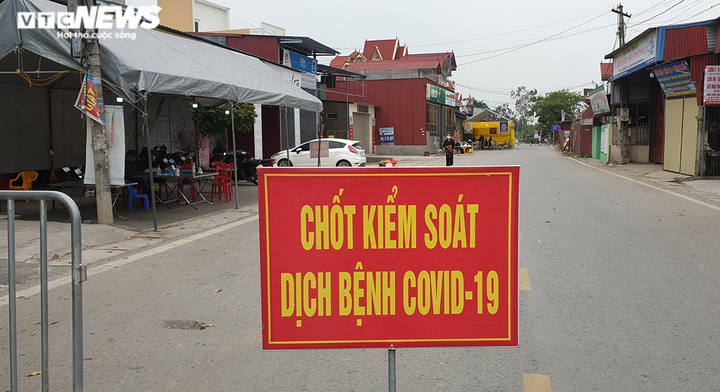 VTC NEWS
Hơi thở cuộc sống
CHỐT KIỂM SOÁT
DỊCH BỆNH COVID-19